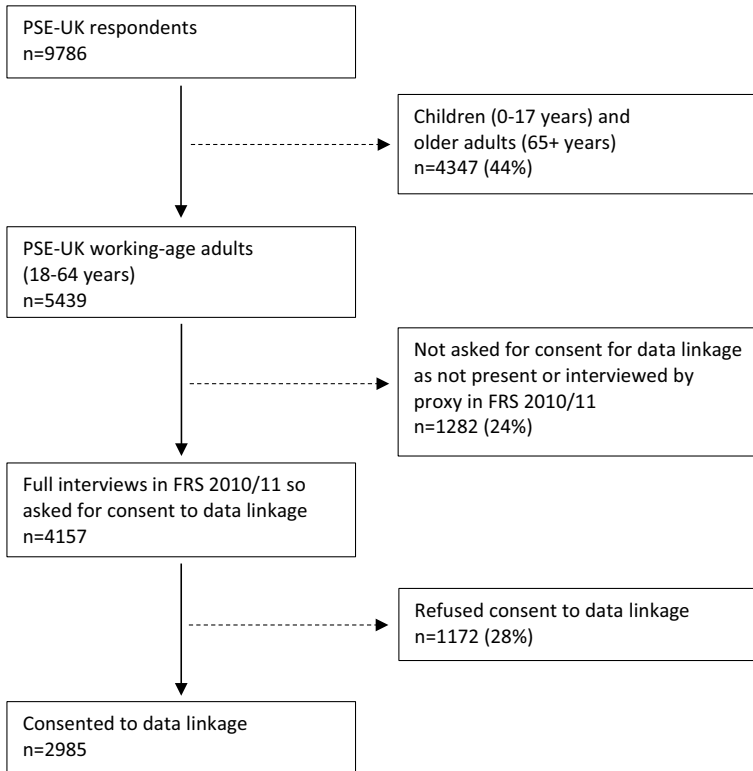 PSE-UK respondents
n=9786
Children (0-17 years) and
older adults (65+ years)
n=4347 (44%)
PSE-UK working-age adults
(18-64 years)
n=5439
Not asked for consent for data linkage
as not present or interviewed by
proxy in FRS 2010/11
n=1282 (24%)
Full interviews in FRS 2010/11 so
asked for consent to data linkage
n=4157
Refused consent to data linkage
n=1172 (28%)
Consented to data linkage
n=2985